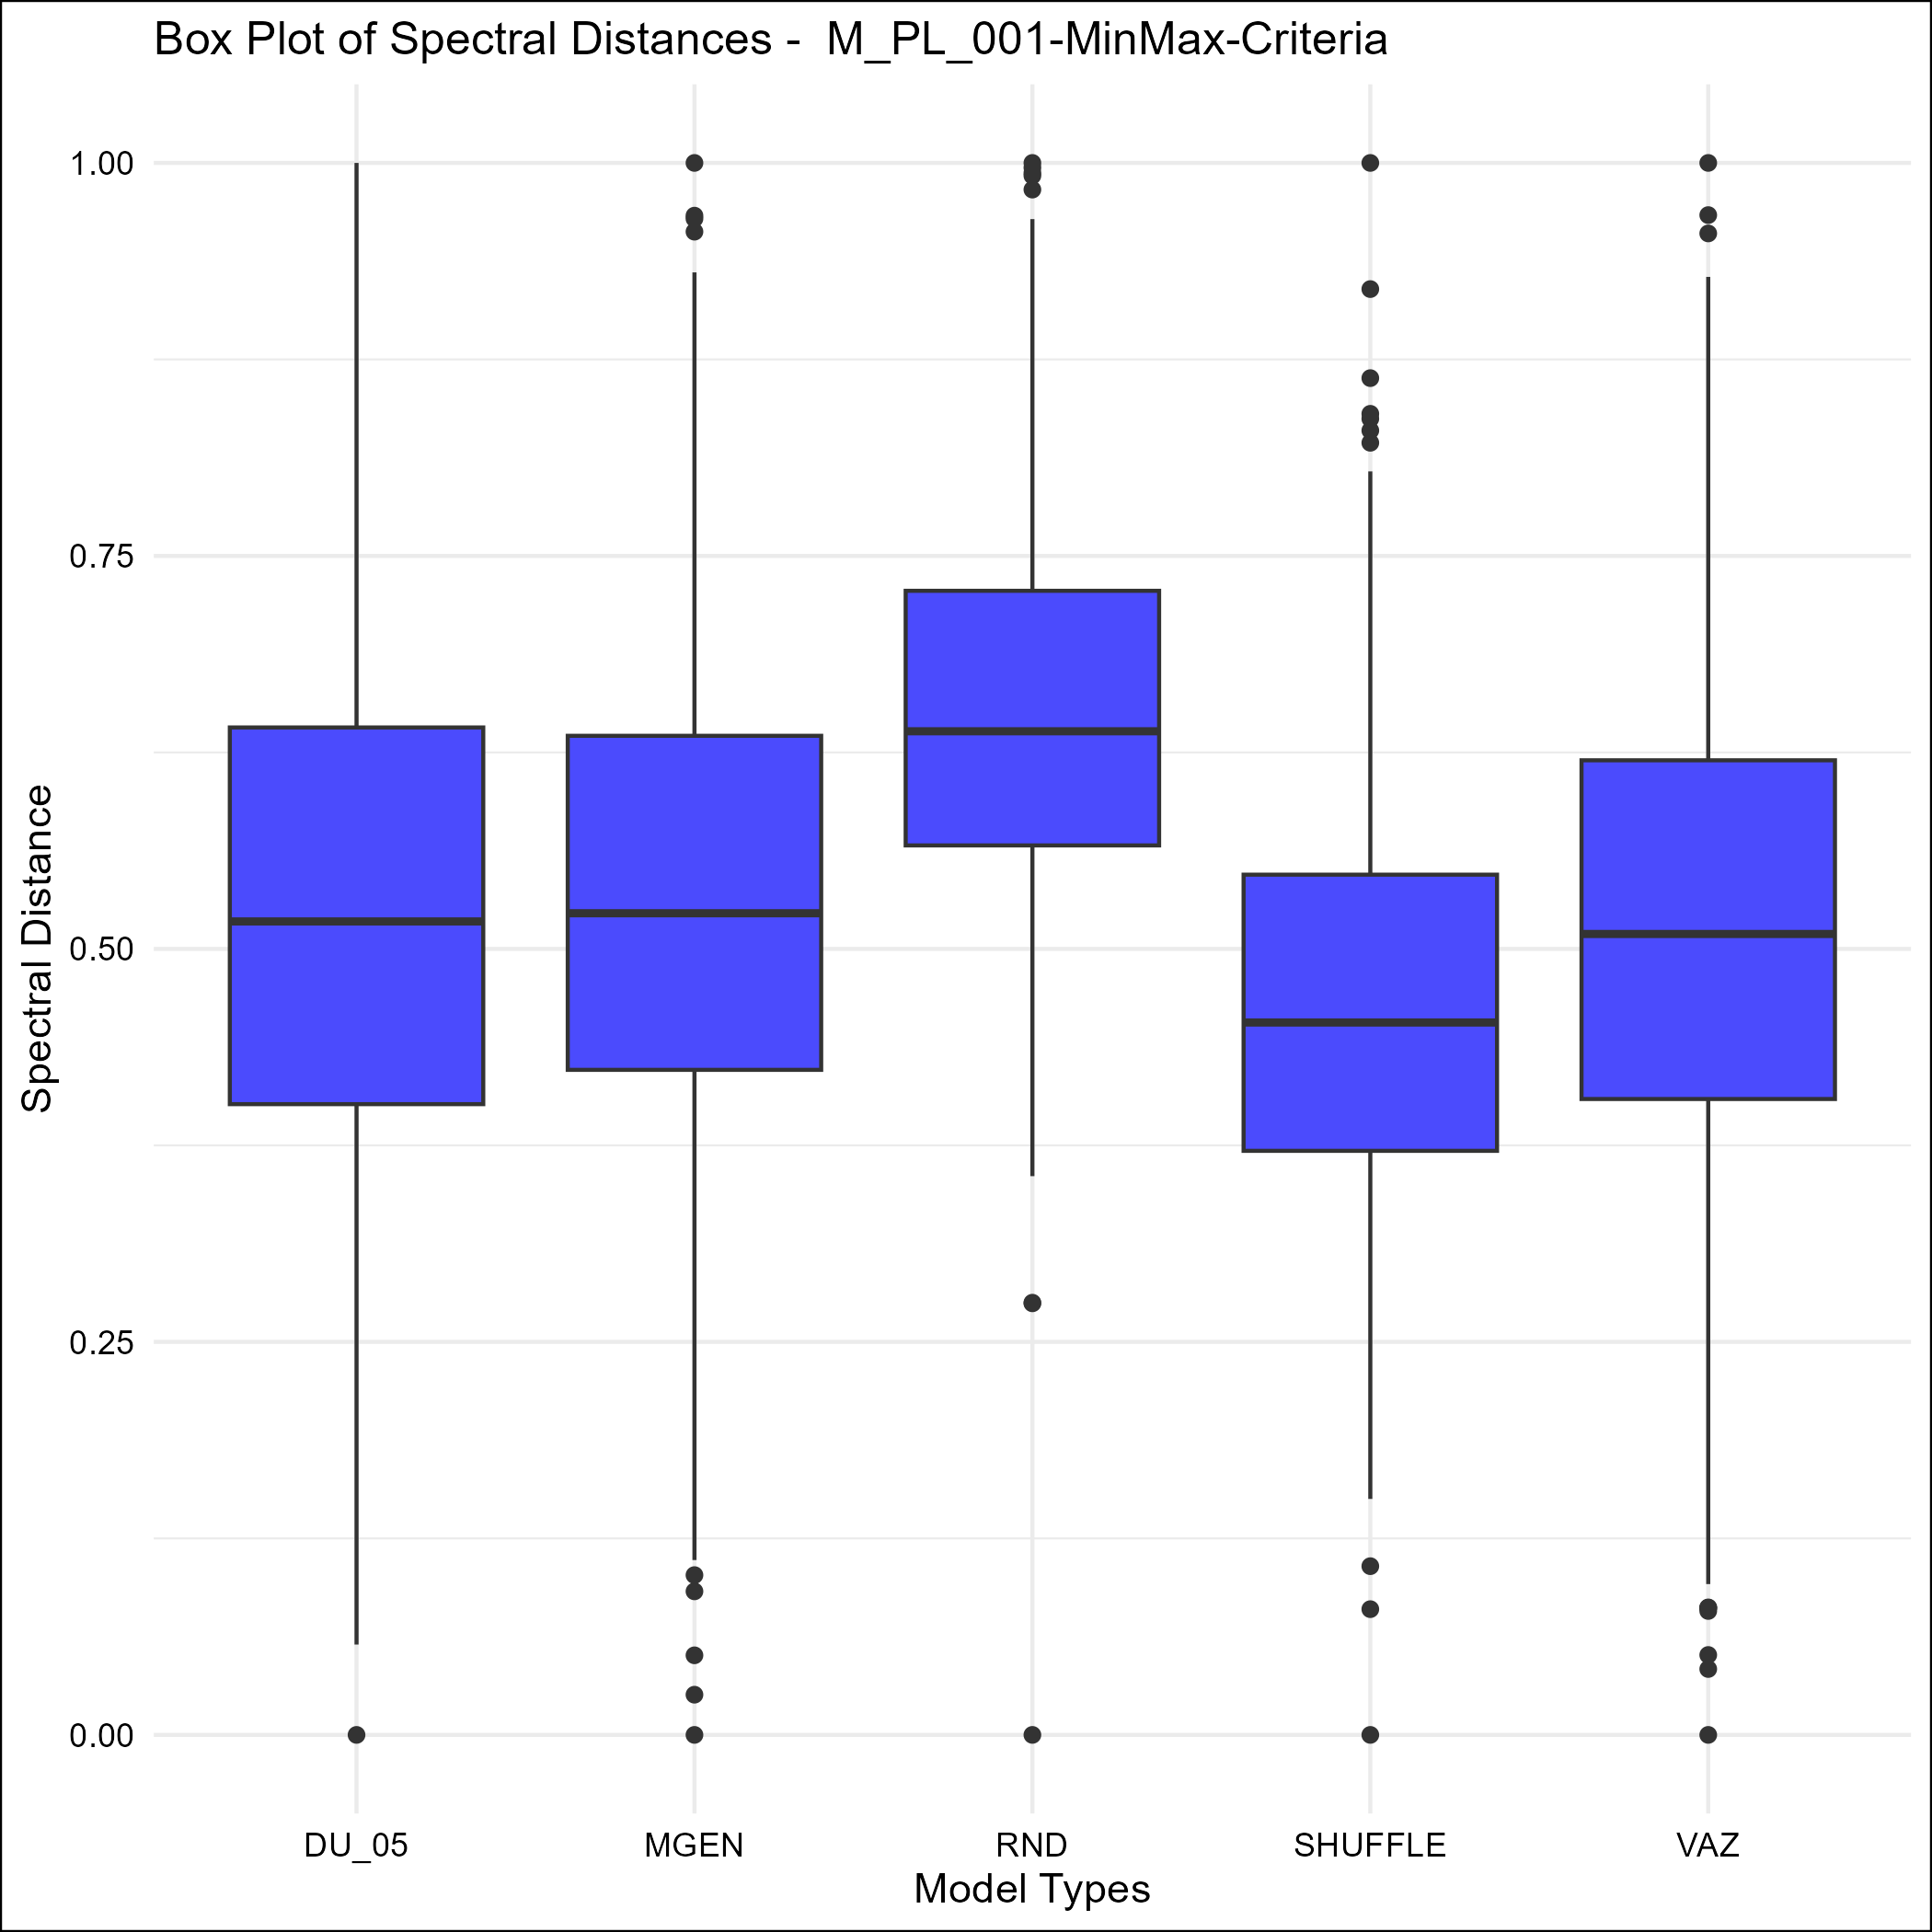 Box Plot of Spectral Distances -  M_PL_001-MinMax-Criteria
1.00
0.75
0.50
0.25
0.00
Spectral Distance
DU_05 MGEN RND SHUFFLE VAZ
Model Types